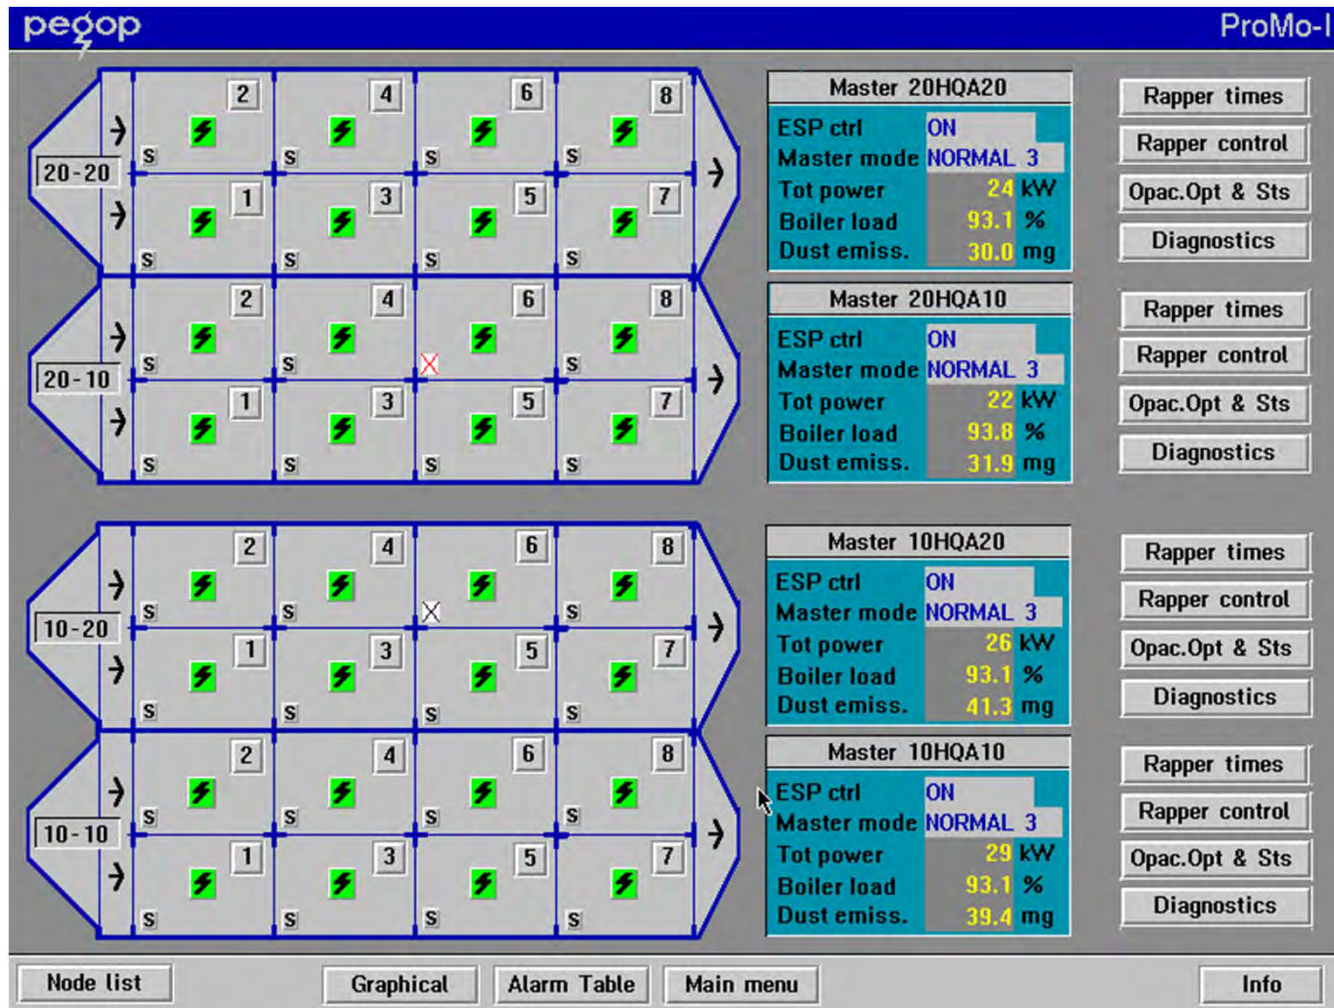 pegop
ProMo-I
2 4 6 8
S S S S
20-20
1 3 5 7
S S S S
Master 20HQA20
ESP ctrl ON
Master mode NORMAL 3
Tot power 24 kW
Boiler load 93.1 %
Dust emiss. 30.0 mg
Rapper times
Rapper control
Opac.Opt & Sts
Diagnostics
2 4 6 8
S S X S
20-10
1 3 5 7
S S S S
Master 20HQA10
ESP ctrl ON
Master mode NORMAL 3
Tot power 22 kW
Boiler load 93.8 %
Dust emiss. 31.9 mg
Rapper times
Rapper control
Opac.Opt & Sts
Diagnostics
2 4 6 8
S S X S
10-20
1 3 5 7
S S S S
Master 10HQA20
ESP ctrl ON
Master mode NORMAL 3
Tot power 26 kW
Boiler load 93.1 %
Dust emiss. 41.3 mg
Rapper times
Rapper control
Opac.Opt & Sts
Diagnostics
2 4 6 8
S S S S
10-10
1 3 5 7
S S S S
Master 10HQA10
ESP ctrl ON
Master mode NORMAL 3
Tot power 29 kW
Boiler load 93.1 %
Dust emiss. 39.4 mg
Rapper times
Rapper control
Opac.Opt & Sts
Diagnostics
Node list
Graphical
Alarm Table
Main menu
Info